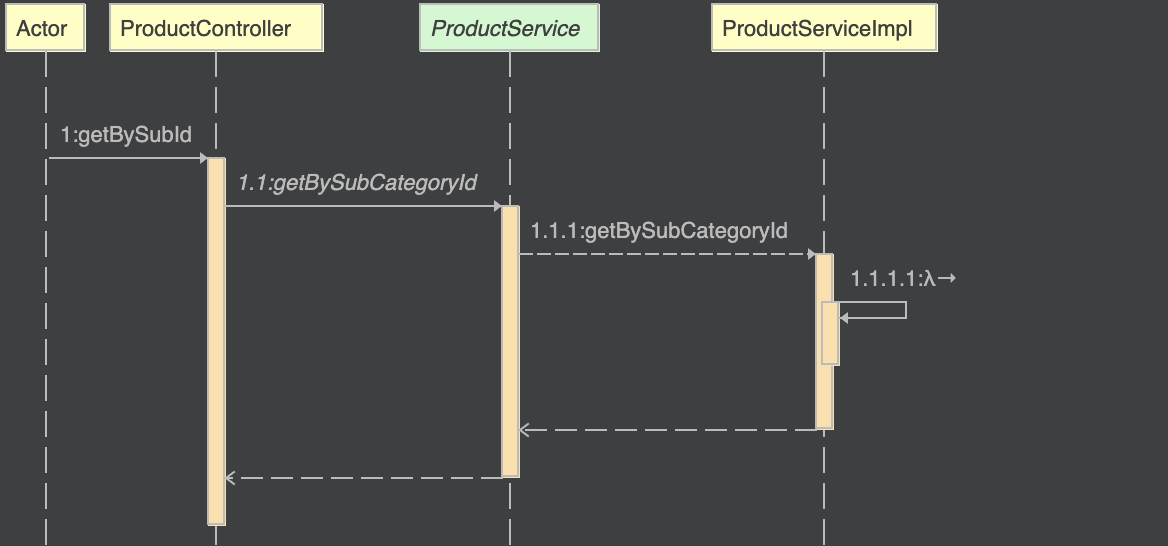 Actor
ProductController
ProductService
ProductServiceImpl
1:getBySubId
1.1:getBySubCategoryId
1.1.1:getBySubCategoryId
1.1.1.1:λ→